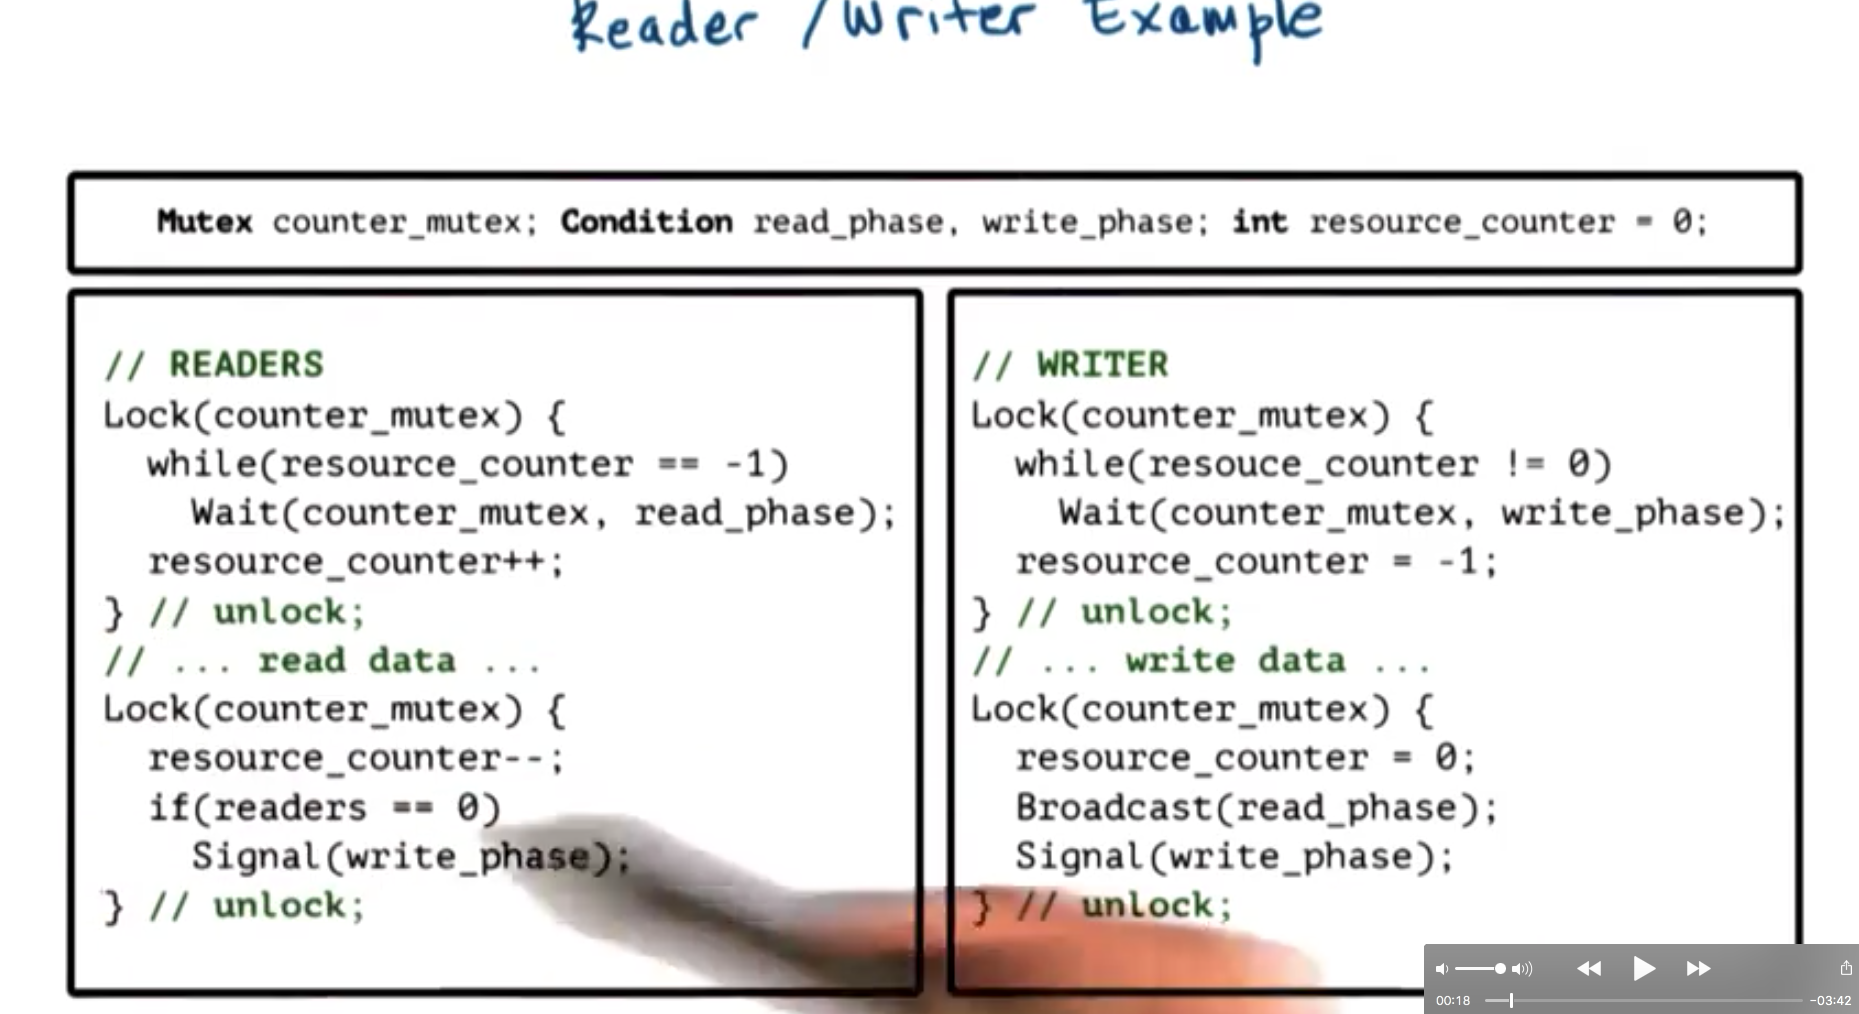 Reader / Writer Example
Mutex counter_mutex; Condition read_phase, write_phase; int resource_counter = 0;
// READERS
Lock(counter_mutex) {
  while(resource_counter == -1)
    Wait(counter_mutex, read_phase);
  resource_counter++;
} // unlock;
// ... read data ...
Lock(counter_mutex) {
  resource_counter--;
  if(readers == 0)
    Signal(write_phase);
} // unlock;
// WRITER
Lock(counter_mutex) {
  while(resouce_counter != 0)
    Wait(counter_mutex, write_phase);
  resource_counter = -1;
} // unlock;
// ... write data ...
Lock(counter_mutex) {
  resource_counter = 0;
  Broadcast(read_phase);
  Signal(write_phase);
} // unlock;
00:18
-03:42